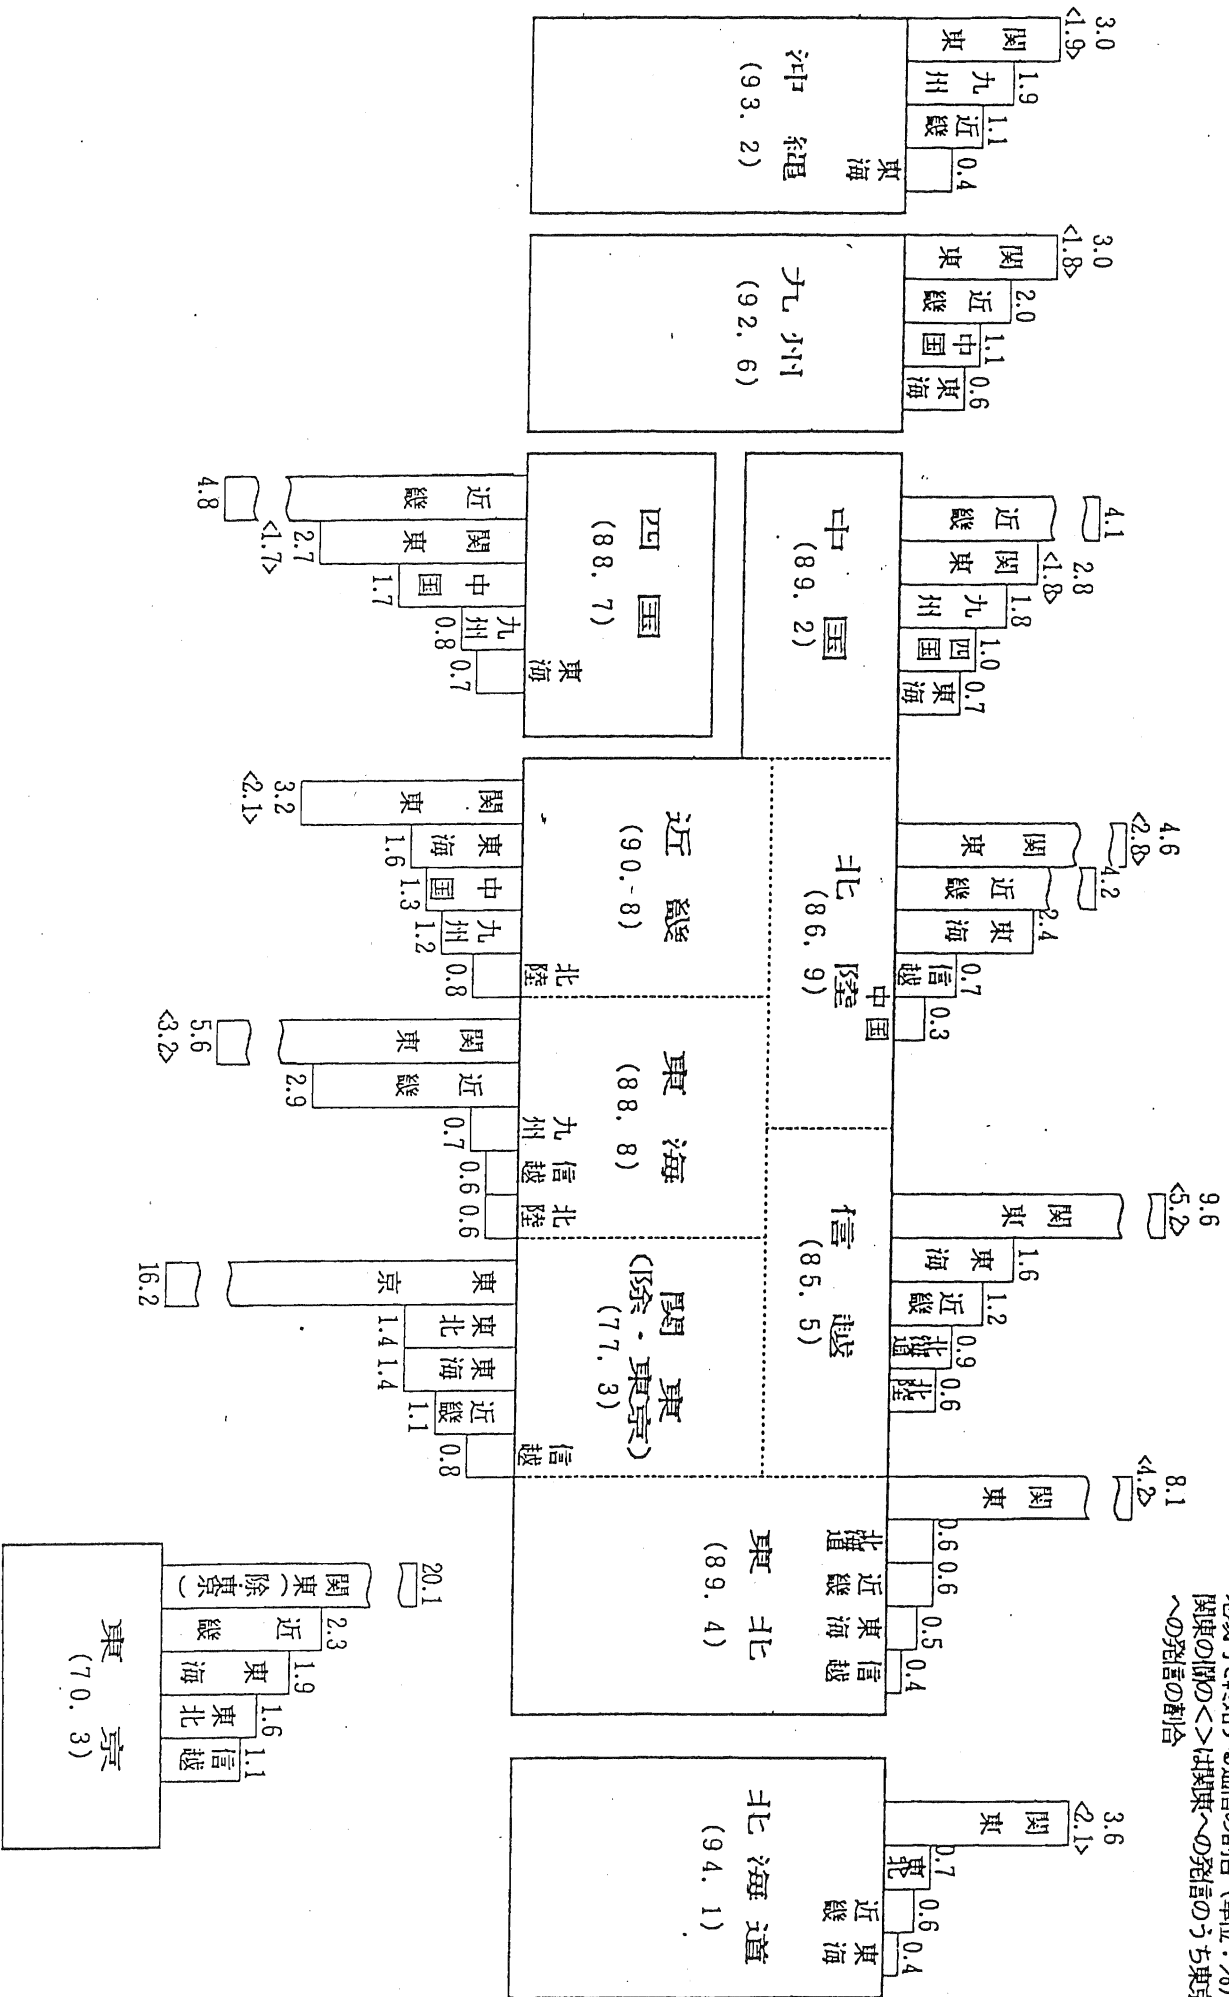 地域内に終始する通信の割合（単位：%）
関東の欄の<>は関東への発信のうち東京
への発信の割合
沖縄
(93.2)
関東 3.0 <1.9>
九州 1.9
近畿 1.1
東海 0.4
九州
(92.6)
関東 3.0 <1.8>
近畿 2.0
中国 1.1
東海 0.6
中国
(89.2)
近畿 4.1
関東 2.8 <1.8>
九州 1.8
四国 1.0
東海 0.7
四国
(88.7)
近畿 4.8
関東 2.7 <1.7>
中国 1.7
九州 0.8
東海 0.7
北陸
(86.9)
関東 4.6 <2.8>
近畿 4.2
東海 2.4
信越 0.7
中国 0.3
近畿
(90.8)
関東 3.2 <2.1>
東海 1.6
中国 1.3
九州 1.2
北陸 0.8
東海
(88.8)
関東 5.6 <3.2>
近畿 2.9
九州 0.7
信越 0.6
北陸 0.6
信越
(85.5)
関東 9.6 <5.2>
東海 1.6
近畿 1.2
北海道 0.9
北陸 0.6
関東
(除・東京)
(77.3)
東京 16.2
東北 1.4
東海 1.4
近畿 1.1
信越 0.8
東北
(89.4)
関東 8.1 <4.2>
北海道 0.6
近畿 0.6
東海 0.5
信越 0.4
東京
(70.3)
関東(除東京) 20.1
近畿 2.3
東海 1.9
東北 1.6
信越 1.1
北海道
(94.1)
関東 3.6 <2.1>
東北 0.7
近畿 0.6
東海 0.4